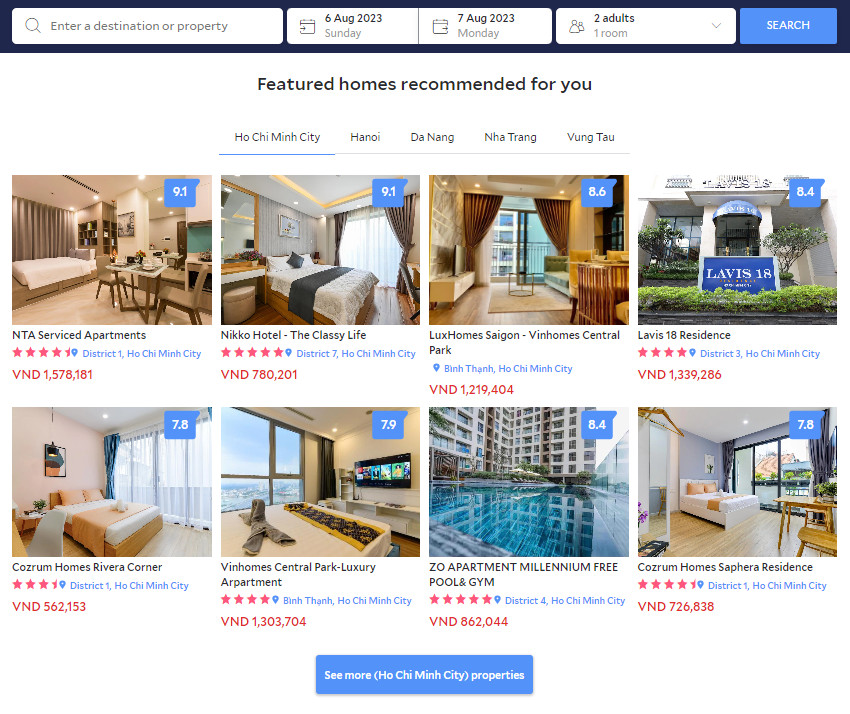 Enter a destination or property
6 Aug 2023
Sunday
7 Aug 2023
Monday
2 adults
1 room
SEARCH
Featured homes recommended for you
Ho Chi Minh City
Hanoi
Da Nang
Nha Trang
Vung Tau
9.1
9.1
8.6
8.4
LAVIS 18
LAVIS 18
NTA Serviced Apartments
District 1, Ho Chi Minh City
VND 1,578,181
Nikko Hotel - The Classy Life
District 7, Ho Chi Minh City
VND 780,201
LuxHomes Saigon - Vinhomes Central
Park
Bình Thạnh, Ho Chi Minh City
VND 1,219,404
Lavis 18 Residence
District 3, Ho Chi Minh City
VND 1,339,286
7.8
7.9
8.4
7.8
Cozrum Homes Rivera Corner
District 1, Ho Chi Minh City
VND 562,153
Vinhomes Central Park-Luxury
Arpartment
Bình Thạnh, Ho Chi Minh City
VND 1,303,704
ZO APARTMENT MILLENNIUM FREE
POOL& GYM
District 4, Ho Chi Minh City
VND 862,044
Cozrum Homes Saphera Residence
District 1, Ho Chi Minh City
VND 726,838
See more (Ho Chi Minh City) properties